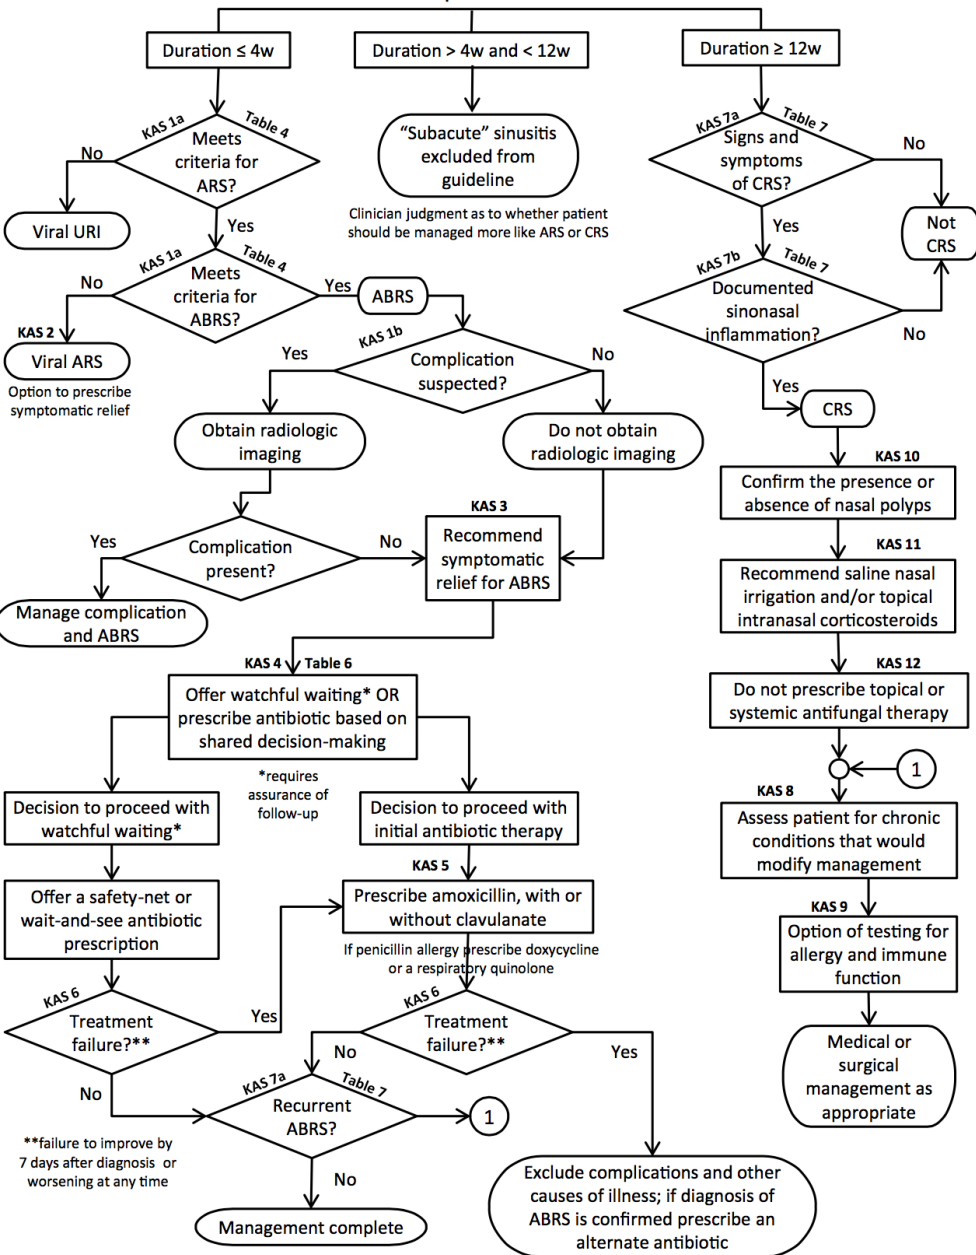 Duration ≤ 4w
Duration > 4w and < 12w
Duration ≥ 12w
KAS 1a
Table 4
Meets
criteria for
ARS?
No
Viral URI
Yes
"Subacute" sinusitis
excluded from
guideline
Clinician judgment as to whether patient
should be managed more like ARS or CRS
KAS 7a
Table 7
Signs and
symptoms
of CRS?
No
Not
CRS
Yes
KAS 1a
Table 4
Meets
criteria for
ABRS?
No
KAS 2
Viral ARS
Option to prescribe
symptomatic relief
Yes
ABRS
KAS 7b
Table 7
Documented
sinonasal
inflammation?
No
Yes
CRS
KAS 1b
Complication
suspected?
Yes
No
Obtain radiologic
imaging
Do not obtain
radiologic imaging
KAS 10
Confirm the presence or
absence of nasal polyps
Complication
present?
Yes
No
Manage complication
and ABRS
KAS 3
Recommend
symptomatic
relief for ABRS
KAS 11
Recommend saline nasal
irrigation and/or topical
intranasal corticosteroids
KAS 12
Do not prescribe topical or
systemic antifungal therapy
1
KAS 4
Table 6
Offer watchful waiting* OR
prescribe antibiotic based on
shared decision-making
*requires
assurance of
follow-up
Decision to proceed with
watchful waiting*
Decision to proceed with
initial antibiotic therapy
KAS 8
Assess patient for chronic
conditions that would
modify management
Offer a safety-net or
wait-and-see antibiotic
prescription
KAS 5
Prescribe amoxicillin, with or
without clavulanate
If penicillin allergy prescribe doxycycline
or a respiratory quinolone
KAS 9
Option of testing for
allergy and immune
function
KAS 6
Treatment
failure?**
Yes
No
KAS 6
Treatment
failure?**
No
Yes
Medical or
surgical
management as
appropriate
KAS 7a
Table 7
Recurrent
ABRS?
1
No
**failure to improve by
7 days after diagnosis or
worsening at any time
Management complete
Exclude complications and other
causes of illness; if diagnosis of
ABRS is confirmed prescribe an
alternate antibiotic